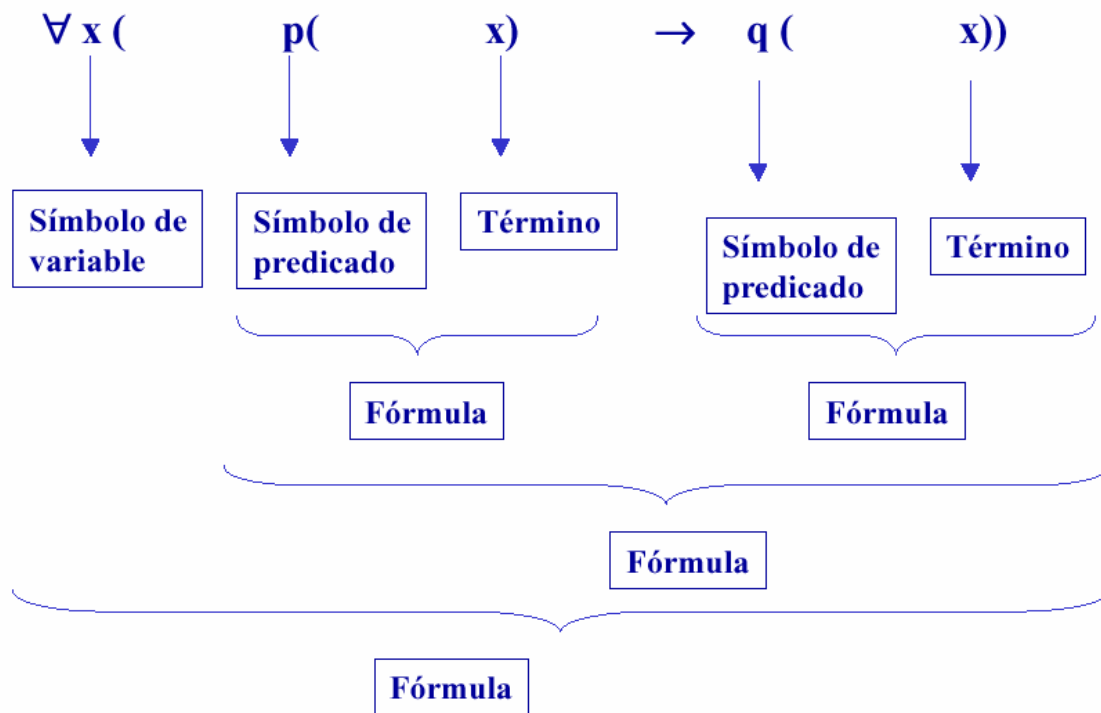 ∀ x ( p( x) → q ( x))
Símbolo de
variable
Símbolo de
predicado
Término
Símbolo de
predicado
Término
Fórmula
Fórmula
Fórmula
Fórmula